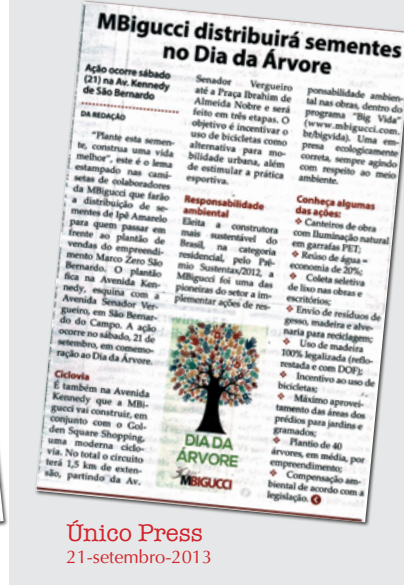 MBigucci distribuirá sementes
no Dia da Árvore
Ação ocorre sábado
(21) na Av. Kennedy
de São Bernardo
DA REDAÇÃO
"Plante esta semen-
te, construa uma vida
melhor", este é o lema
estampado nas cami-
setas de colaboradores
da MBigucci que farão
a distribuição de se-
mentes de Ipê Amarelo
para quem passar em
frente ao plantão de
vendas do empreendi-
mento Marco Zero São
Bernardo. O plantão
fica na Avenida Ken-
nedy, esquina com a
Avenida Senador Ver-
gueiro, em São Bernar-
do do Campo. A ação
ocorre no sábado, 21 de
setembro, em comemo-
ração ao Dia da Árvore.
Ciclovia
É também na Avenida
Kennedy que a MBi-
gucci vai construir, em
conjunto com o Gol-
den Square Shopping,
uma moderna ciclo-
via. No total o circuito
terá 1,5 km de exten-
são, partindo da Av.
Senador Vergueiro
até a Praça Ibrahim de
Almeida Nobre e será
feito em três etapas. O
objetivo é incentivar o
uso de bicicletas como
alternativa para mo-
bilidade urbana, além
de estimular a prática
esportiva.
Responsabilidade
ambiental
Eleita a construtora
mais sustentável do
Brasil, na categoria
residencial, pelo Prê-
mio Sustentax/2012, a
MBigucci foi uma das
pioneiras do setor a im-
plementar ações de res-
DIA DA
ÁRVORE
MBIGUCCI
ponsabilidade ambien-
tal nas obras, dentro do
programa "Big Vida"
(www.mbigucci.com.
br/bigvida). Uma em-
presa ecologicamente
correta, sempre agindo
com respeito ao meio
ambiente.
Conheça algumas
das ações:
❖ Canteiros de obra
com Iluminação natural
em garrafas PET;
❖ Reúso de água =
economia de 20%;
❖ Coleta seletiva
de lixo nas obras e
escritórios;
❖ Envio de resíduos de
gesso, madeira e alve-
naria para reciclagem;
❖ Uso de madeira
100% legalizada (reflo-
restada e com DOF);
❖ Incentivo ao uso de
bicicletas;
❖ Máximo aprovei-
tamento das áreas dos
prédios para jardins e
gramados;
❖ Plantio de 40
árvores, em média, por
empreendimento;
❖ Compensação am-
biental de acordo com a
legislação.
Único Press
21-setembro-2013